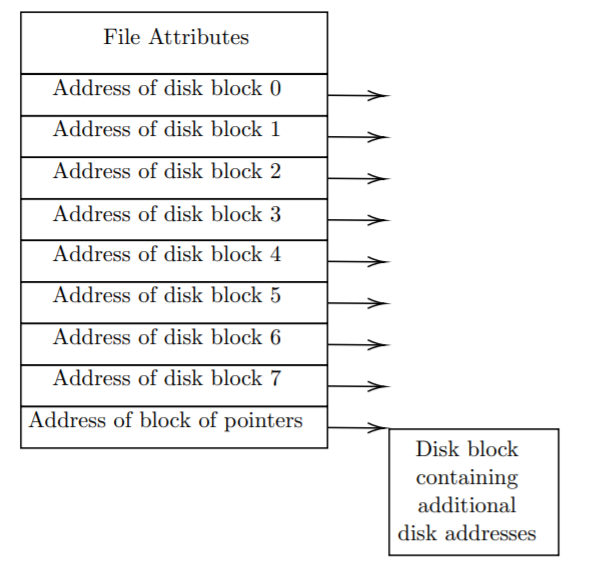 File Attributes
Address of disk block 0
Address of disk block 1
Address of disk block 2
Address of disk block 3
Address of disk block 4
Address of disk block 5
Address of disk block 6
Address of disk block 7
Address of block of pointers
Disk block
containing
additional
disk addresses